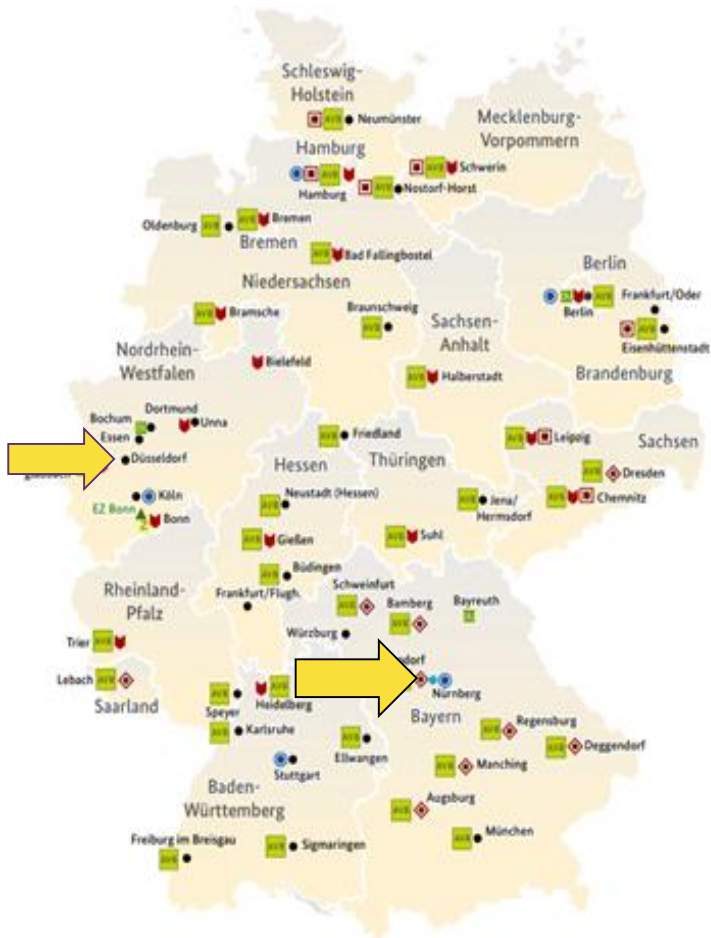 Schleswig-
Holstein
Neumünster
Mecklenburg-
Vorpommern
Hamburg
Schwerin
Hamburg
Nostorf-Horst
Oldenburg
Bremen
Bremen
Bad Fallingbostel
Niedersachsen
Berlin
Frankfurt/Oder
Berlin
Bramsche
Braunschweig
Sachsen-
Anhalt
Eisenhüttenstadt
Nordrhein-
Westfalen
Bielefeld
Halberstadt
Brandenburg
Bochum
Dortmund
Unna
Essen
Friedland
Leipzig
Sachsen
Düsseldorf
Hessen
Thüringen
Dresden
Köln
Neustadt (Hessen)
Jena/
Hermsdorf
Chemnitz
EZ Bonn
2
Bonn
Gießen
Suhl
Büdingen
Rheinland-
Pfalz
Frankfurt/Flugh.
Schweinfurt
Bamberg
Bayreuth
Würzburg
Trier
Lebach
dorf
Nürnberg
Saarland
Speyer
Heidelberg
Bayern
Regensburg
Karlsruhe
Deggendorf
Ellwangen
Manching
Stuttgart
Baden-
Württemberg
Augsburg
München
Freiburg im Breisgau
Sigmaringen